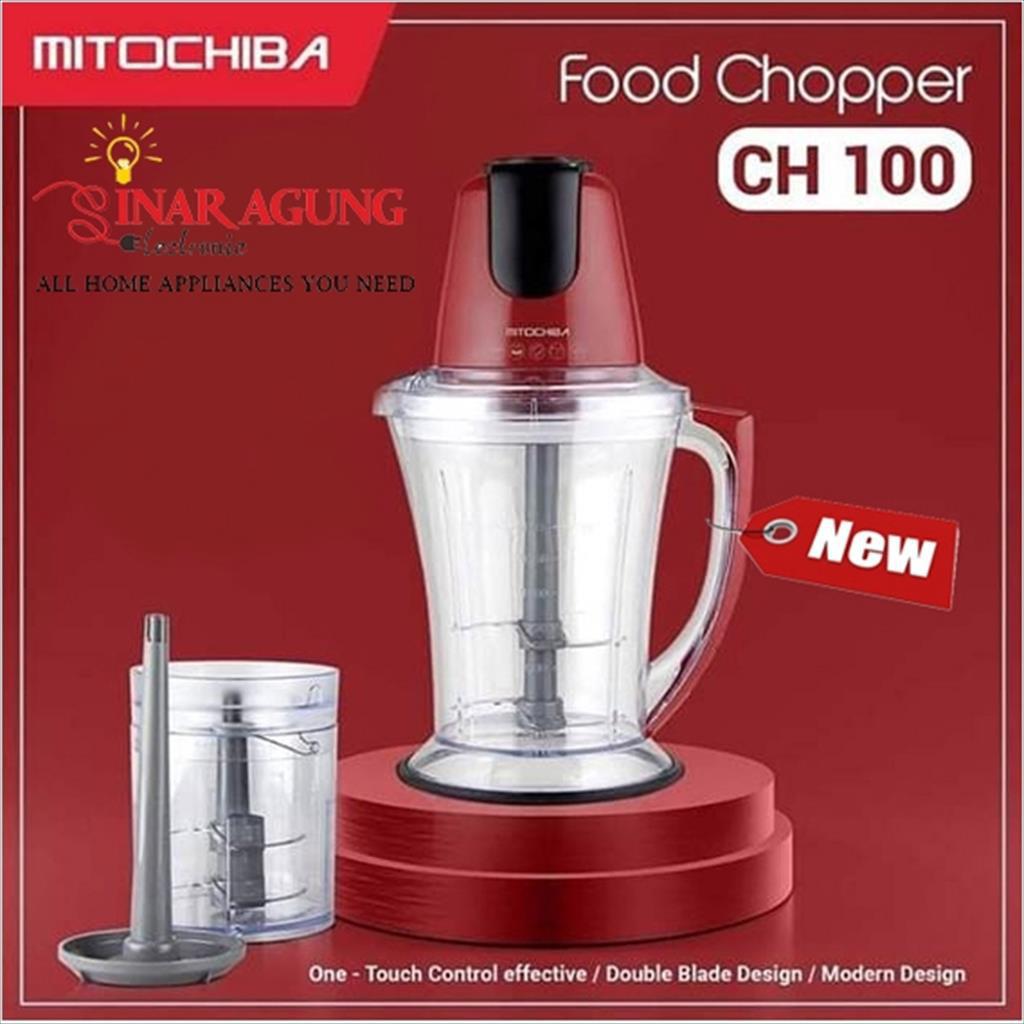 MITOCHIBA
Food Chopper
CH 100
SINAR AGUNG
Electronic
ALL HOME APPLIANCES YOU NEED
MITOCHIBA
New
One - Touch Control effective / Double Blade Design / Modern Design